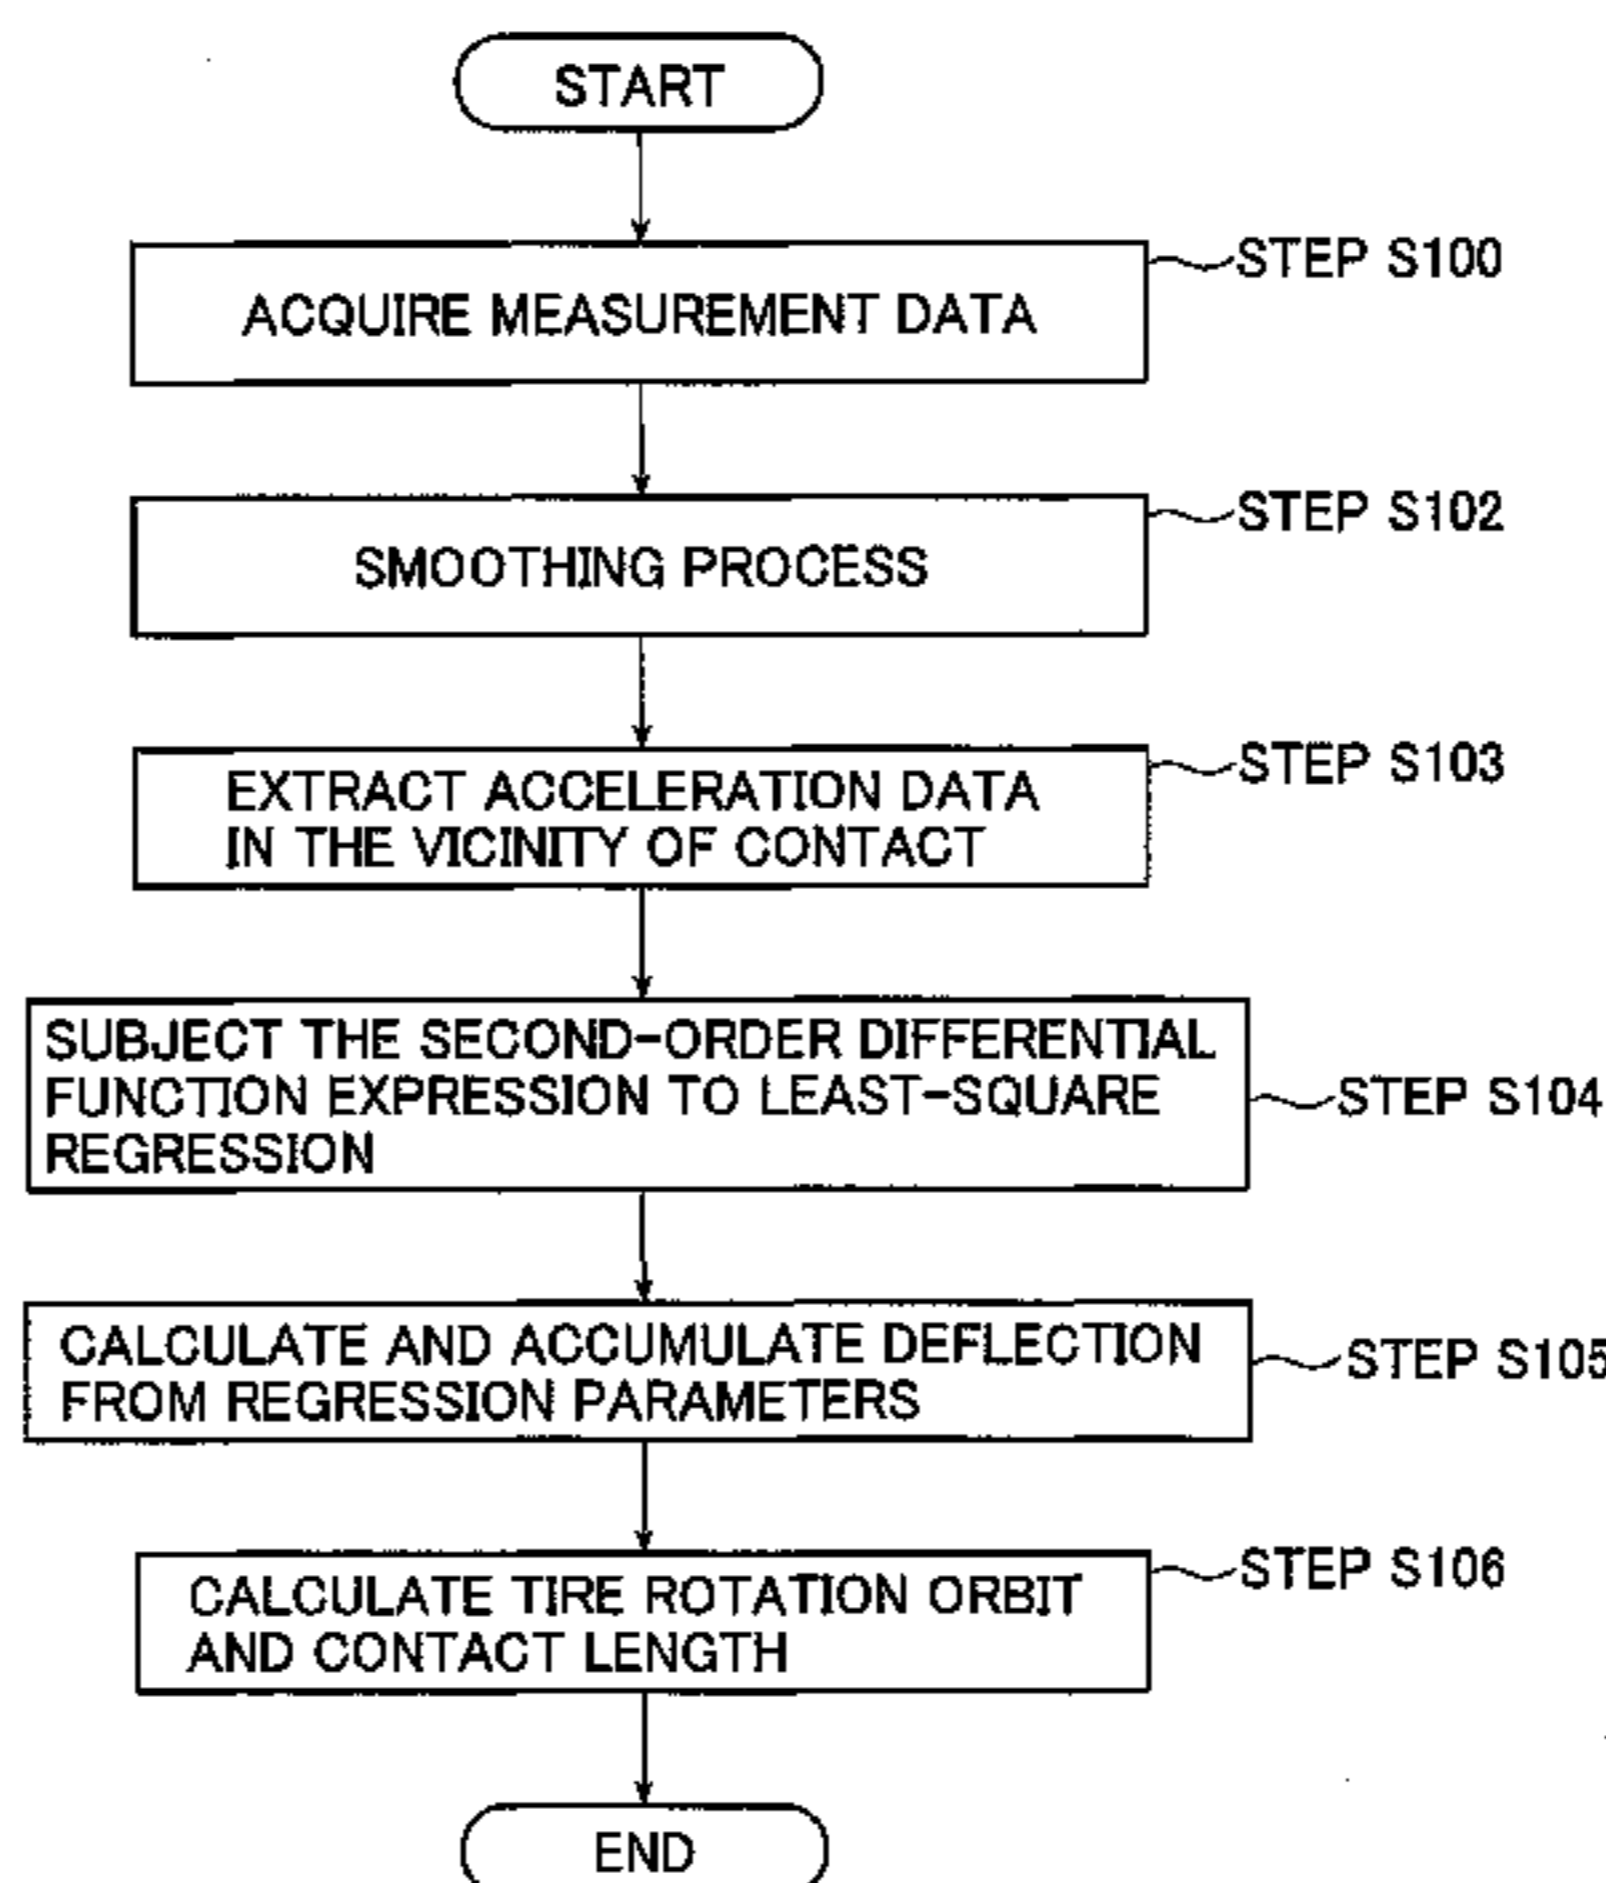 START
STEP S100
ACQUIRE MEASUREMENT DATA
STEP S102
SMOOTHING PROCESS
STEP S103
EXTRACT ACCELERATION DATA
IN THE VICINITY OF CONTACT
SUBJECT THE SECOND-ORDER DIFFERENTIAL
FUNCTION EXPRESSION TO LEAST-SQUARE
REGRESSION
STEP S104
CALCULATE AND ACCUMULATE DEFLECTION
FROM REGRESSION PARAMETERS
STEP S105
STEP S106
CALCULATE TIRE ROTATION ORBIT
AND CONTACT LENGTH
END